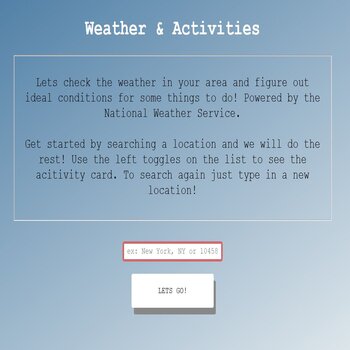 Weather & Activities
Lets check the weather in your area and figure out
ideal conditions for some things to do! Powered by the
National Weather Service.
Get started by searching a location and we will do the
rest! Use the left toggles on the list to see the
acitivity card. To search again just type in a new
location!
ex: New York, NY or 10458
LETS GO!